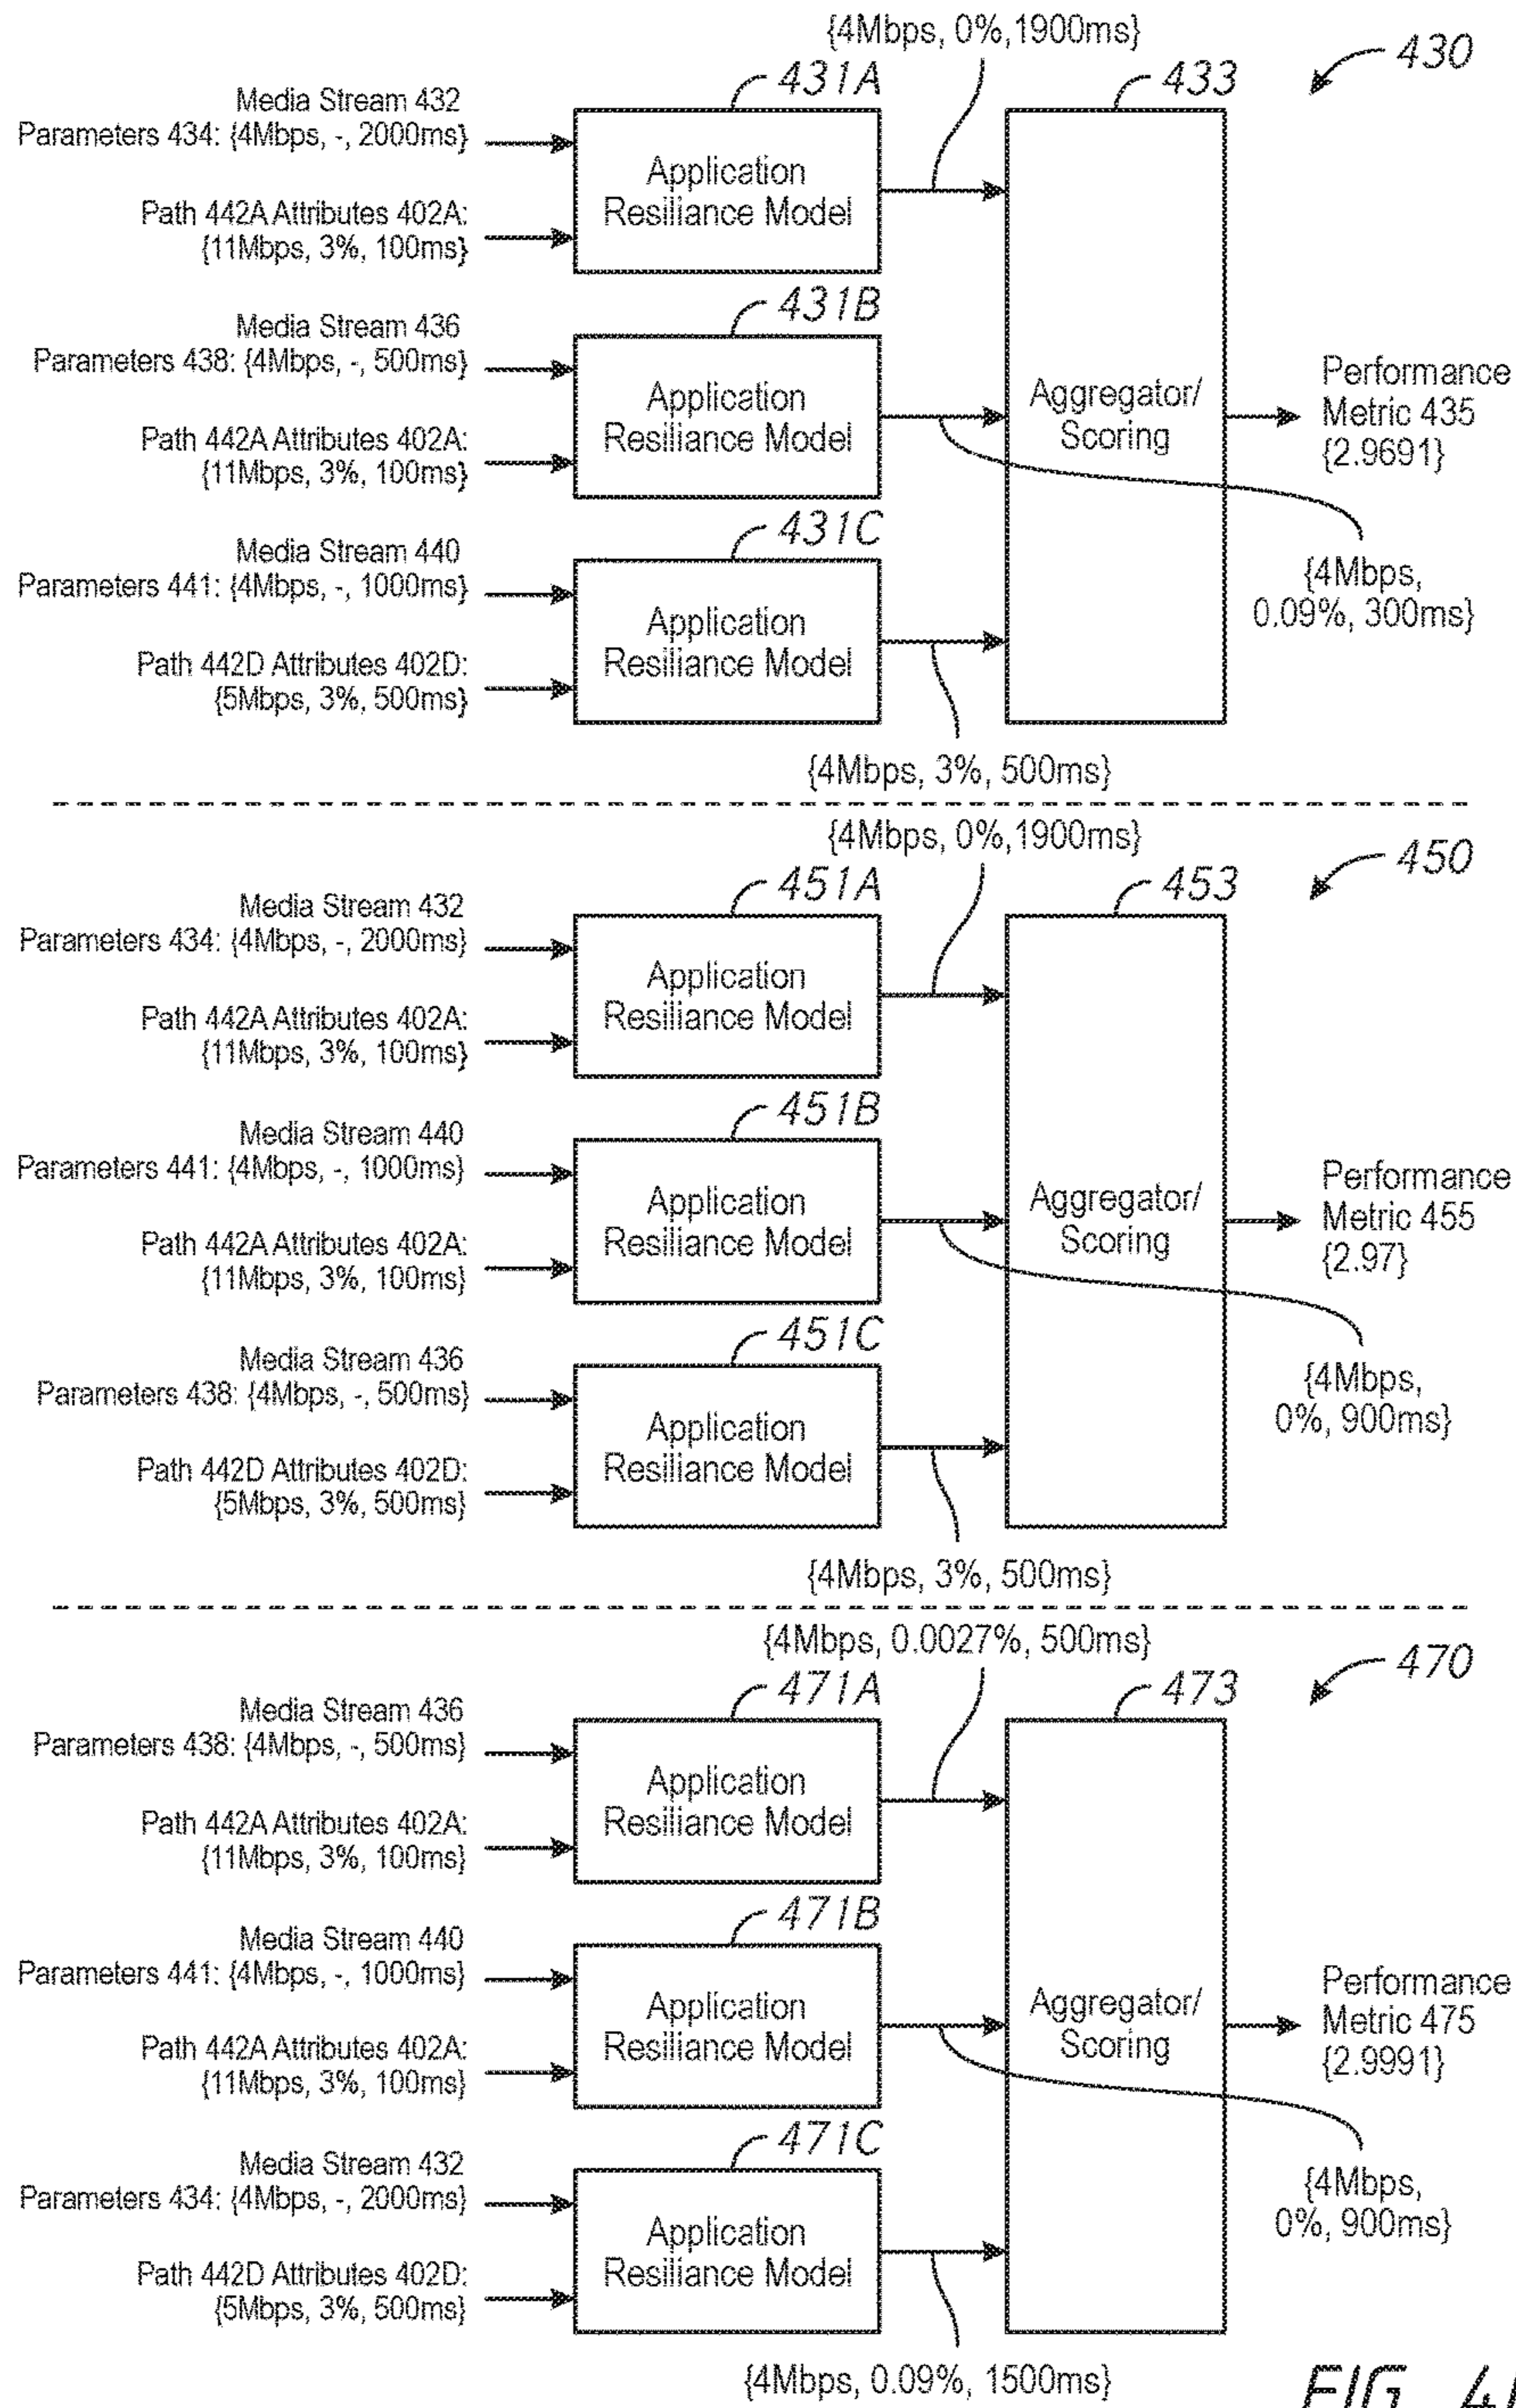 {4Mbps, 0%,1900ms}
430
431A
433
Media Stream 432
Parameters 434: {4Mbps, -, 2000ms}
Application
Resiliance Model
Path 442A Attributes 402A:
{11Mbps, 3%, 100ms}
431B
Media Stream 436
Parameters 438: {4Mbps, -, 500ms}
Application
Resiliance Model
Path 442A Attributes 402A:
{11Mbps, 3%, 100ms}
Aggregator/
Scoring
Performance
Metric 435
{2.9691}
431C
Media Stream 440
Parameters 441: {4Mbps, -, 1000ms}
Application
Resiliance Model
{4Mbps,
0.09%, 300ms}
Path 442D Attributes 402D:
{5Mbps, 3%, 500ms}
{4Mbps, 3%, 500ms}
{4Mbps, 0%,1900ms}
450
451A
453
Media Stream 432
Parameters 434: {4Mbps, -, 2000ms}
Application
Resiliance Model
Path 442A Attributes 402A:
{11Mbps, 3%, 100ms}
451B
Media Stream 440
Parameters 441: {4Mbps, -, 1000ms}
Application
Resiliance Model
Path 442A Attributes 402A:
{11Mbps, 3%, 100ms}
Aggregator/
Scoring
Performance
Metric 455
{2.97}
451C
Media Stream 436
Parameters 438: {4Mbps, -, 500ms}
Application
Resiliance Model
{4Mbps,
0%, 900ms}
Path 442D Attributes 402D:
{5Mbps, 3%, 500ms}
{4Mbps, 3%, 500ms}
{4Mbps, 0.0027%, 500ms}
470
471A
473
Media Stream 436
Parameters 438: {4Mbps, -, 500ms}
Application
Resiliance Model
Path 442A Attributes 402A:
{11Mbps, 3%, 100ms}
471B
Media Stream 440
Parameters 441: {4Mbps, -, 1000ms}
Application
Resiliance Model
Path 442A Attributes 402A:
{11Mbps, 3%, 100ms}
Aggregator/
Scoring
Performance
Metric 475
{2.9991}
471C
Media Stream 432
Parameters 434: {4Mbps, -, 2000ms}
Application
Resiliance Model
{4Mbps,
0%, 900ms}
Path 442D Attributes 402D:
{5Mbps, 3%, 500ms}
{4Mbps, 0.09%, 1500ms}
FIG.